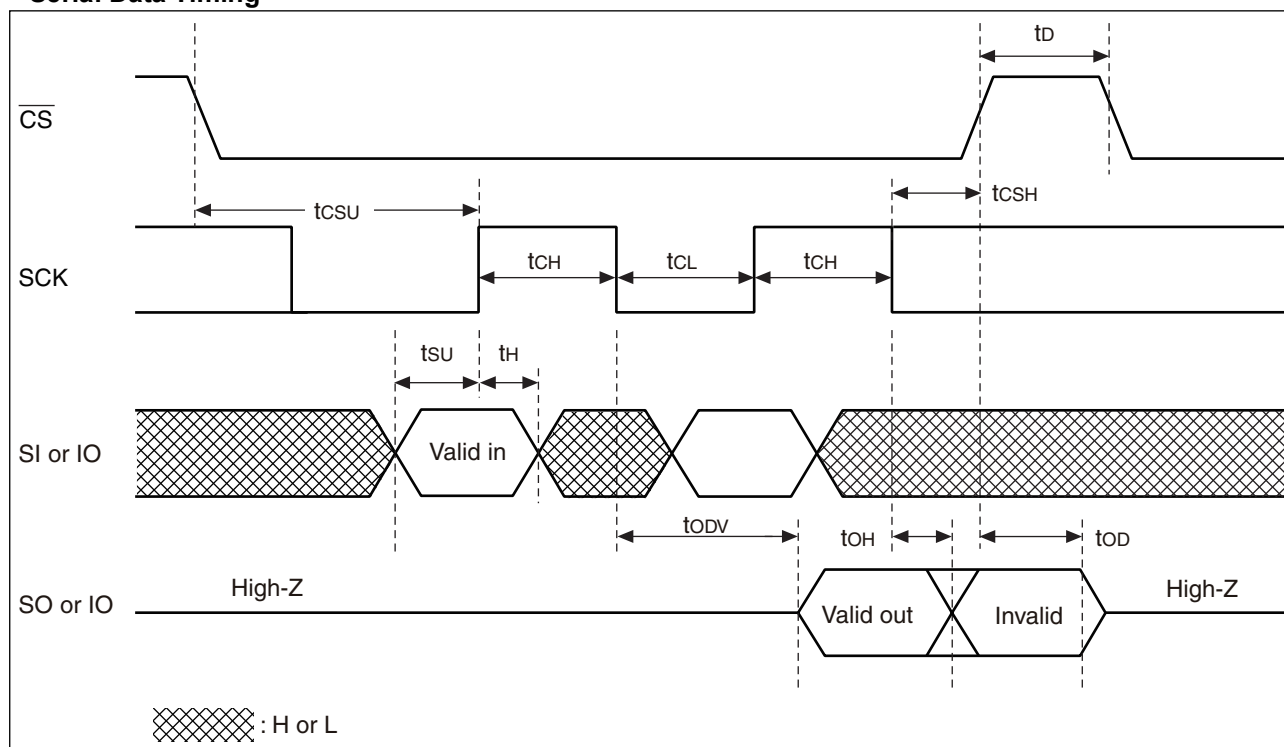 Serial Data Timing
tD
CS
tCSU
tCSH
SCK
tCH
tCL
tCH
tSU
tH
SI or IO
Valid in
tODV
tOH
tOD
SO or IO
High-Z
Valid out
Invalid
High-Z
: H or L